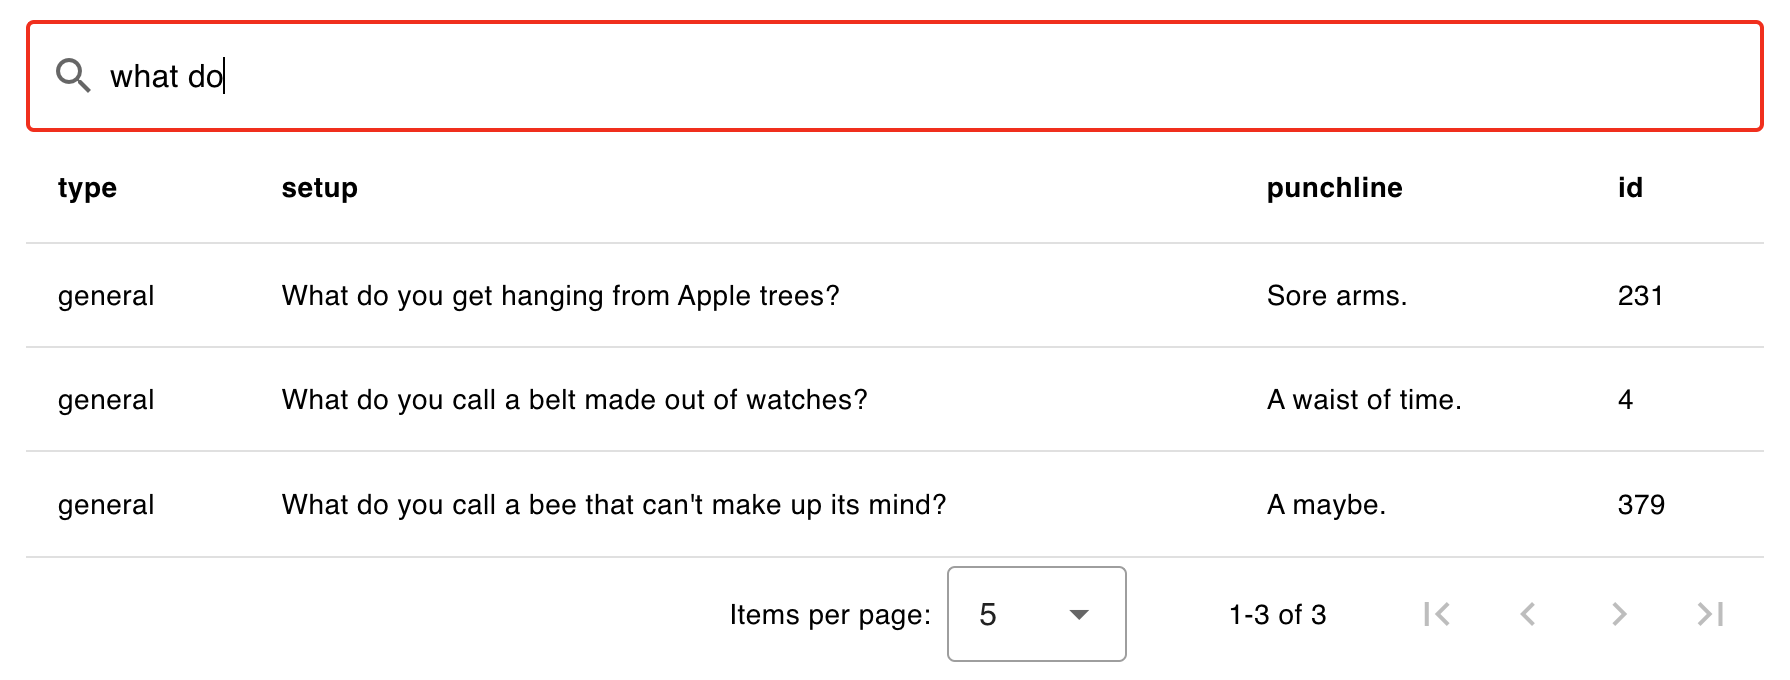 what do
type setup punchline id
general What do you get hanging from Apple trees? Sore arms. 231
general What do you call a belt made out of watches? A waist of time. 4
general What do you call a bee that can't make up its mind? A maybe. 379
Items per page: 5 1-3 of 3